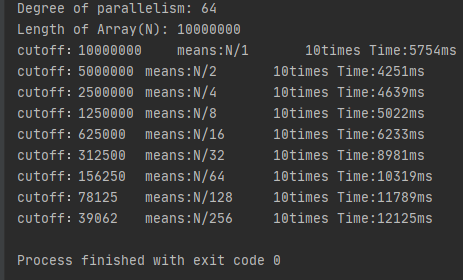 Degree of parallelism: 64
Length of Array(N): 10000000
cutoff：10000000 means:N/1 10times Time:5754ms
cutoff：5000000 means:N/2 10times Time:4251ms
cutoff：2500000 means:N/4 10times Time:4639ms
cutoff：1250000 means:N/8 10times Time:5022ms
cutoff：625000 means:N/16 10times Time:6233ms
cutoff：312500 means:N/32 10times Time:8981ms
cutoff：156250 means:N/64 10times Time:10319ms
cutoff：78125 means:N/128 10times Time:11789ms
cutoff：39062 means:N/256 10times Time:12125ms
Process finished with exit code 0